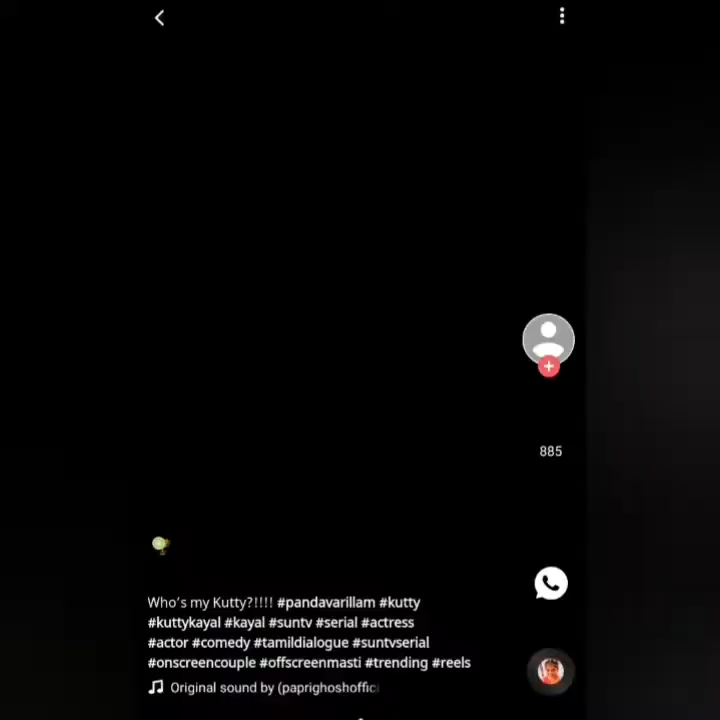 885
Who's my Kutty?!!!! #pandavarillam #kutty
#kuttykayal #kayal #suntv #serial #actress
#actor #comedy #tamildialogue #suntvserial
#onscreencouple #offscreenmasti #trending #reels
Original sound by (paprighoshoffici